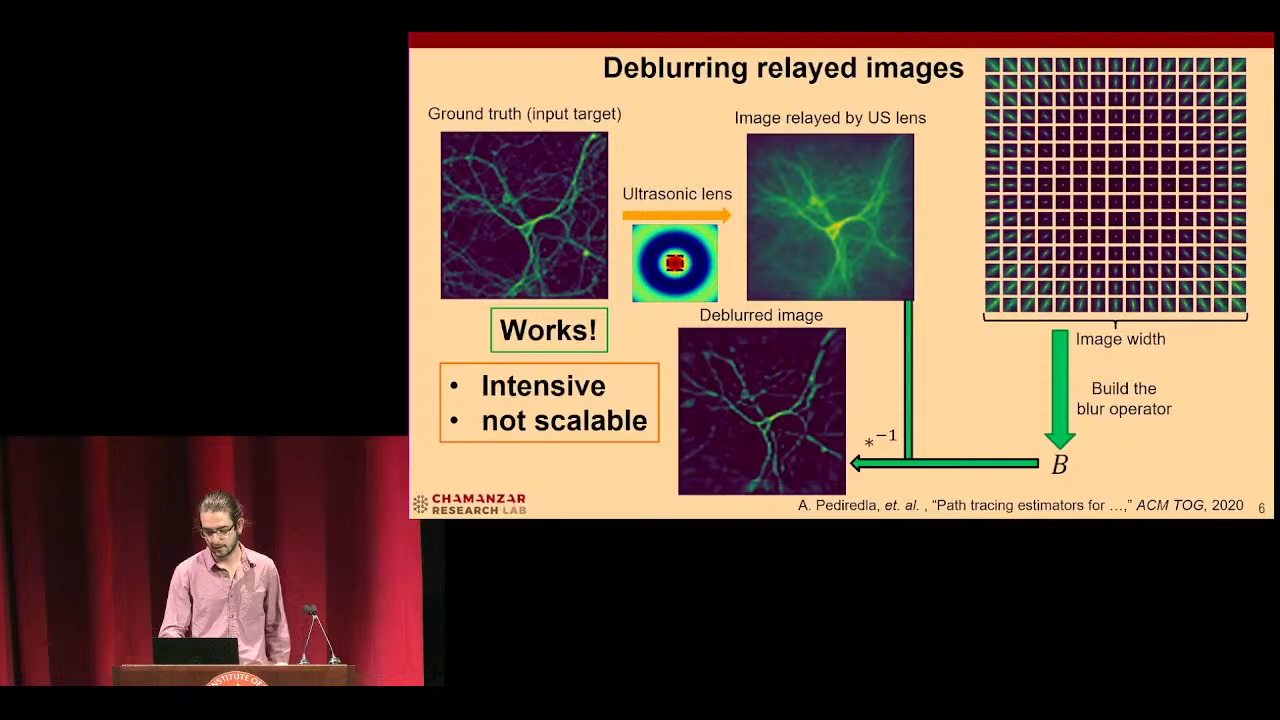 Deblurring relayed images
Ground truth (input target)
Image relayed by US lens
Ultrasonic lens
Deblurred image
Works!
• Intensive
• not scalable
Image width
Build the
blur operator
*⁻¹
B
CHAMANZAR
RESEARCH LAB
A. Pediredla, et. al. , “Path tracing estimators for …,” ACM TOG, 2020
6
NSTITUTE OF